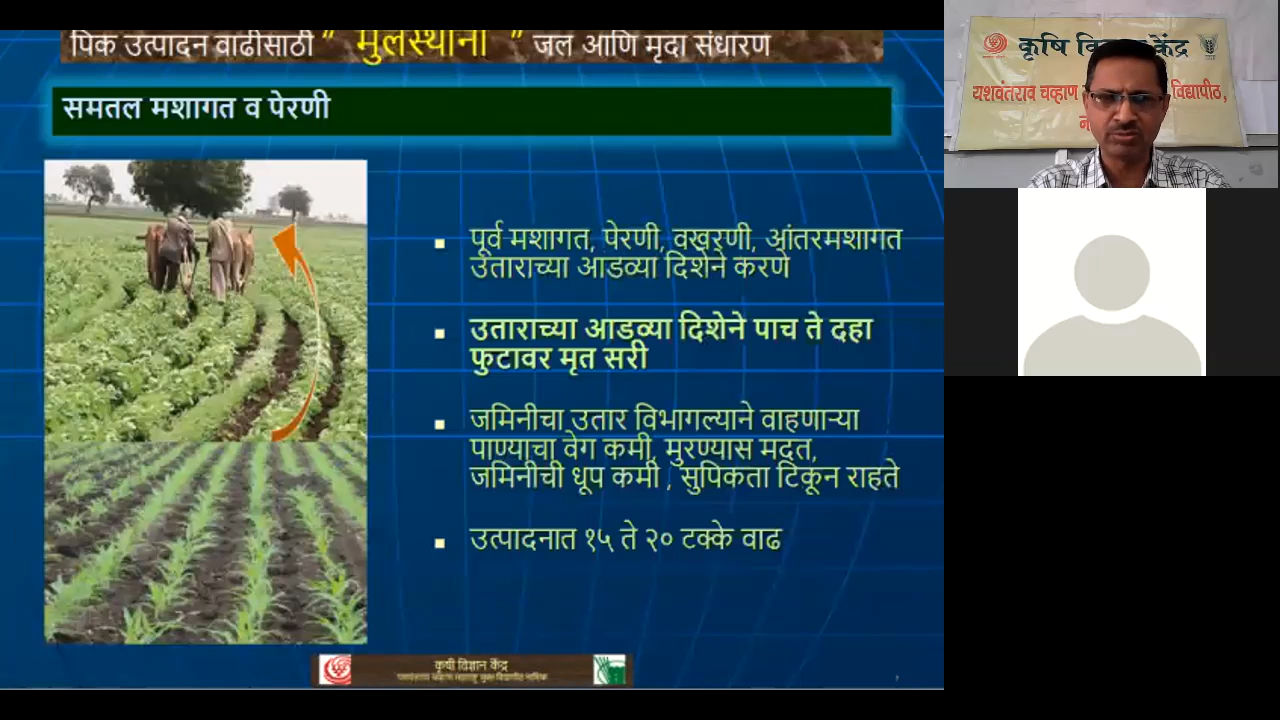 पिक उत्पादन वाढीसाठी “ मुलस्थानी ” जल आणि मृदा संधारण
समतल मशागत व पेरणी
पूर्व मशागत, पेरणी, वखरणी, आंतरमशागत
उताराच्या आडव्या दिशेने करणे
उताराच्या आडव्या दिशेने पाच ते दहा
फुटावर मृत सरी
जमिनीचा उतार विभागल्याने वाहणाऱ्या
पाण्याचा वेग कमी, मुरण्यास मदत,
जमिनीची धूप कमी , सुपिकता टिकून राहते
उत्पादनात १५ ते २० टक्के वाढ
कृषी विज्ञान केंद्र
कृषि केंद्र
यशवंतराव चव्हाण विद्यापीठ,